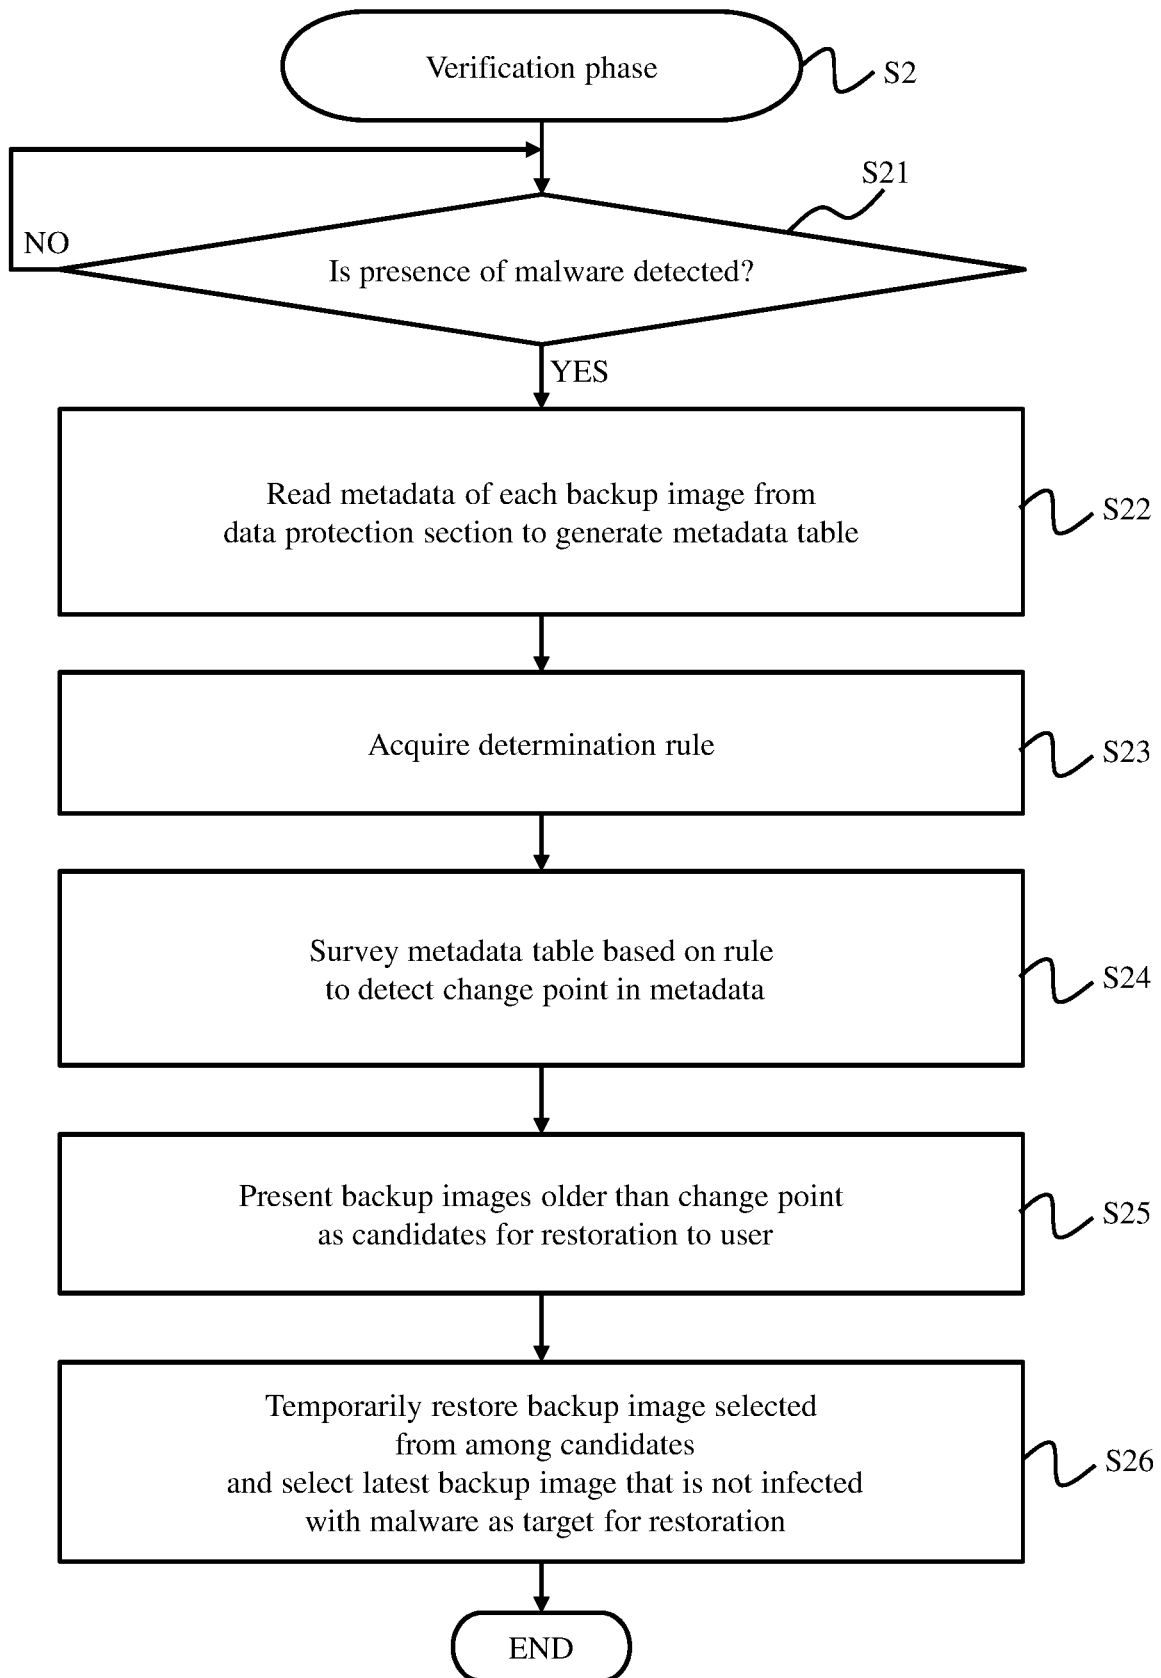 Verification phase
S2
S21
NO
Is presence of malware detected?
YES
Read metadata of each backup image from
data protection section to generate metadata table
S22
Acquire determination rule
S23
Survey metadata table based on rule
to detect change point in metadata
S24
Present backup images older than change point
as candidates for restoration to user
S25
Temporarily restore backup image selected
from among candidates
and select latest backup image that is not infected
with malware as target for restoration
S26
END